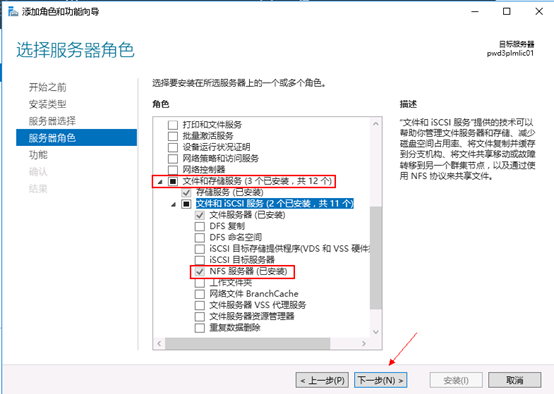 添加角色和功能向导
选择服务器角色
目标服务器
pwd3plmlic01
开始之前
安装类型
服务器选择
服务器角色
功能
确认
结果
选择要安装在所选服务器上的一个或多个角色。
角色
打印和文件服务
批量激活服务
设备运行状况证明
网络策略和访问服务
网络控制器
文件和存储服务 (3 个已安装，共 12 个)
存储服务 (已安装)
文件和 iSCSI 服务 (2 个已安装，共 11 个)
文件服务器 (已安装)
DFS 复制
DFS 命名空间
iSCSI 目标存储提供程序(VDS 和 VSS 硬件
iSCSI 目标服务器
NFS 服务器 (已安装)
工作文件夹
网络文件 BranchCache
文件服务器 VSS 代理服务
文件服务器资源管理器
重复数据删除
描述
“文件和 iSCSI 服务”提供的技术可以
帮助你管理文件服务器和存储、减少
磁盘空间占用率、将文件复制并缓存
到分支机构、将文件共享移动或故障
转移到另一个群集节点，以及通过使
用 NFS 协议来共享文件。
< 上一步(P)
下一步(N) >
安装(I)
取消